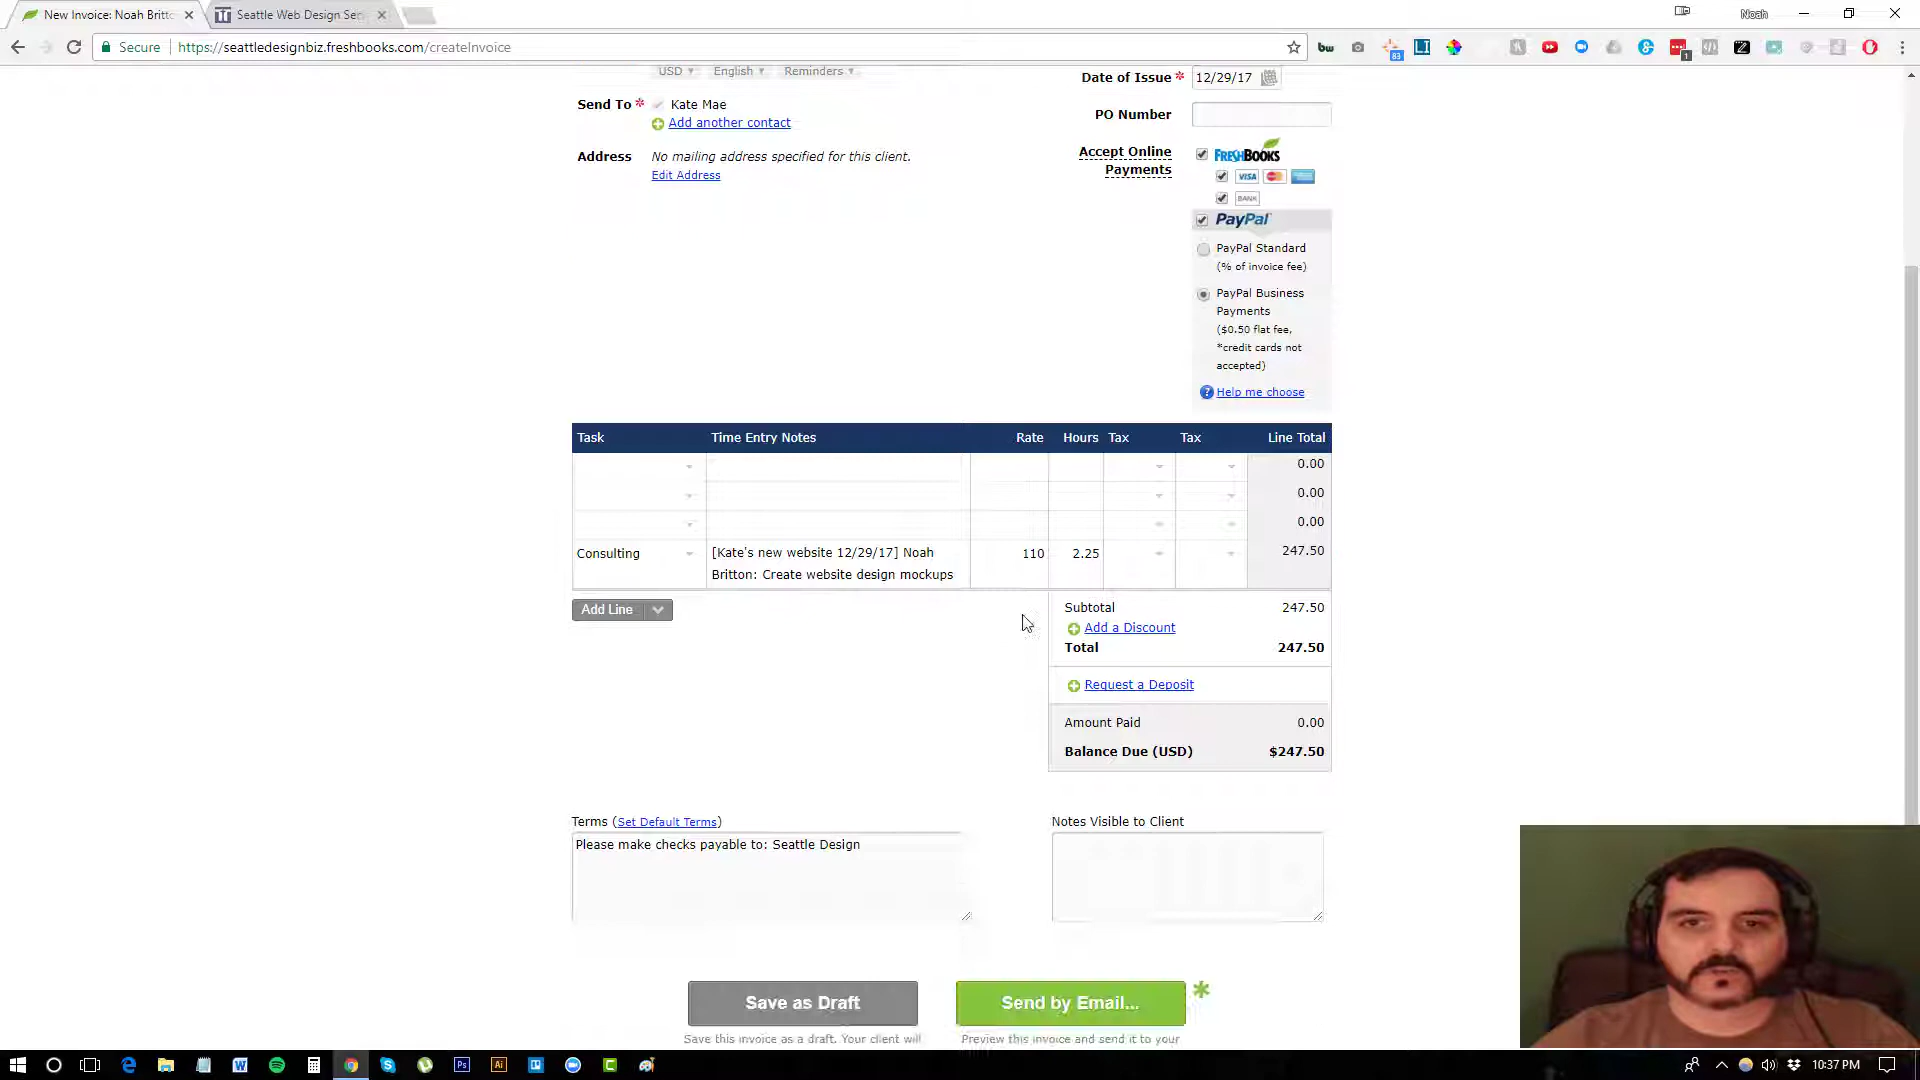 New Invoice: Noah Britto
Seattle Web Design Ser
Noah
Secure
https://seattledesignbiz.freshbooks.com/createInvoice
83
1
USD
English
Reminders
Date of Issue *
12/29/17
Send To *
Kate Mae
Add another contact
PO Number
Address
No mailing address specified for this client.
Edit Address
Accept Online
Payments
FRESHBOOKS
VISA
BANK
PayPal
PayPal Standard
(% of invoice fee)
PayPal Business
Payments
($0.50 flat fee,
*credit cards not
accepted)
Help me choose
Task
Time Entry Notes
Rate
Hours
Tax
Tax
Line Total
0.00
0.00
0.00
Consulting
[Kate's new website 12/29/17] Noah
Britton: Create website design mockups
110
2.25
247.50
Add Line
Subtotal
247.50
Add a Discount
Total
247.50
Request a Deposit
Amount Paid
0.00
Balance Due (USD)
$247.50
Terms (Set Default Terms)
Please make checks payable to: Seattle Design
Notes Visible to Client
Save as Draft
Send by Email...
Save this invoice as a draft. Your client will
Preview this invoice and send it to your
10:37 PM